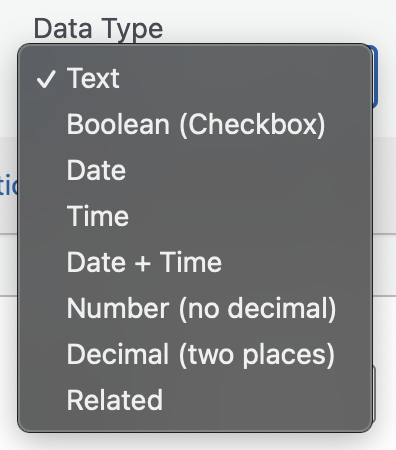 Data Type
✓ Text
Boolean (Checkbox)
Date
Time
Date + Time
Number (no decimal)
Decimal (two places)
Related